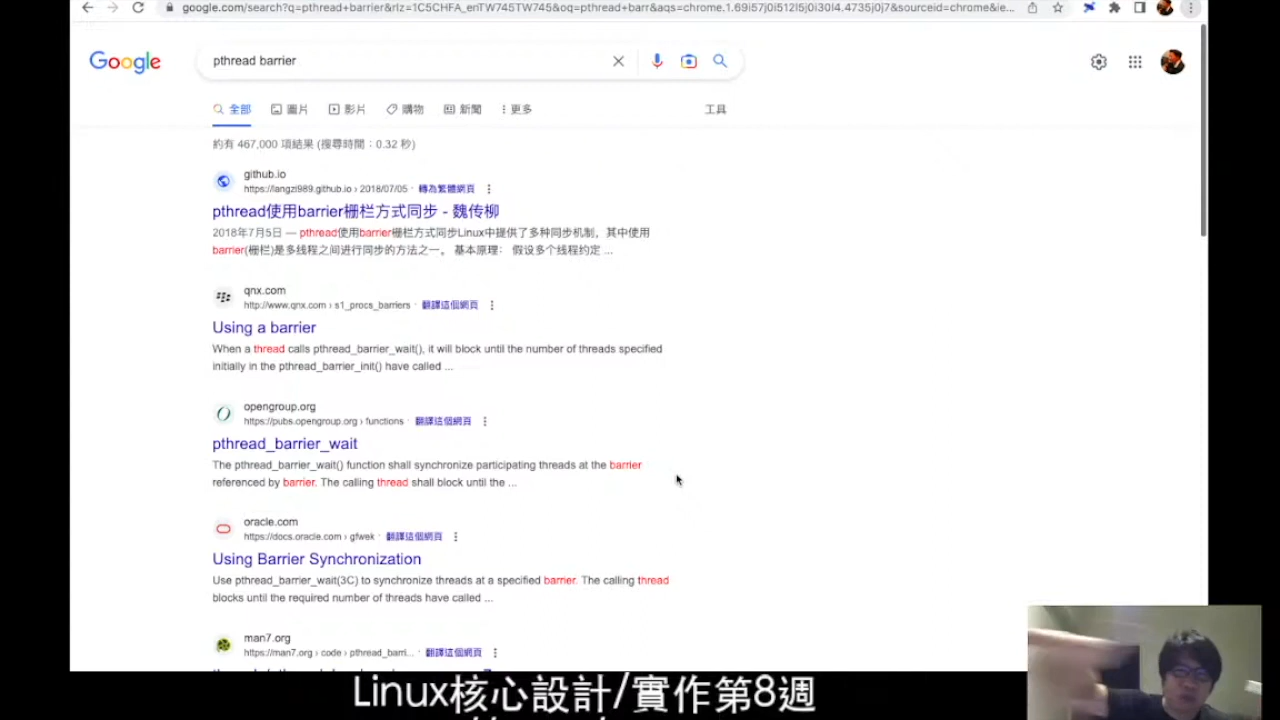 google.com/search?q=pthread+barrier&rlz=1C5CHFA_enTW745TW745&oq=pthread+barr&aqs=chrome.1.69i57j0i512l5j0i30l4.4735j0j7&sourceid=chrome&ie...
Google
pthread barrier
全部 圖片 影片 購物 新聞 更多 工具
約有 467,000 項結果 (搜尋時間：0.32 秒)
github.io
https://langzi989.github.io › 2018/07/05 · 轉為繁體網頁
pthread使用barrier栅栏方式同步 - 魏传柳
2018年7月5日 — pthread使用barrier栅栏方式同步Linux中提供了多种同步机制，其中使用
barrier(栅栏)是多线程之间进行同步的方法之一。 基本原理： 假设多个线程约定 ...
qnx.com
http://www.qnx.com › s1_procs_barriers · 翻譯這個網頁
Using a barrier
When a thread calls pthread_barrier_wait(), it will block until the number of threads specified
initially in the pthread_barrier_init() have called ...
opengroup.org
https://pubs.opengroup.org › functions · 翻譯這個網頁
pthread_barrier_wait
The pthread_barrier_wait() function shall synchronize participating threads at the barrier
referenced by barrier. The calling thread shall block until the ...
oracle.com
https://docs.oracle.com › gfwek · 翻譯這個網頁
Using Barrier Synchronization
Use pthread_barrier_wait(3C) to synchronize threads at a specified barrier. The calling thread
blocks until the required number of threads have called ...
man7.org
https://man7.org › code › pthread_barri... · 翻譯這個網頁
Linux核心設計/實作第8週